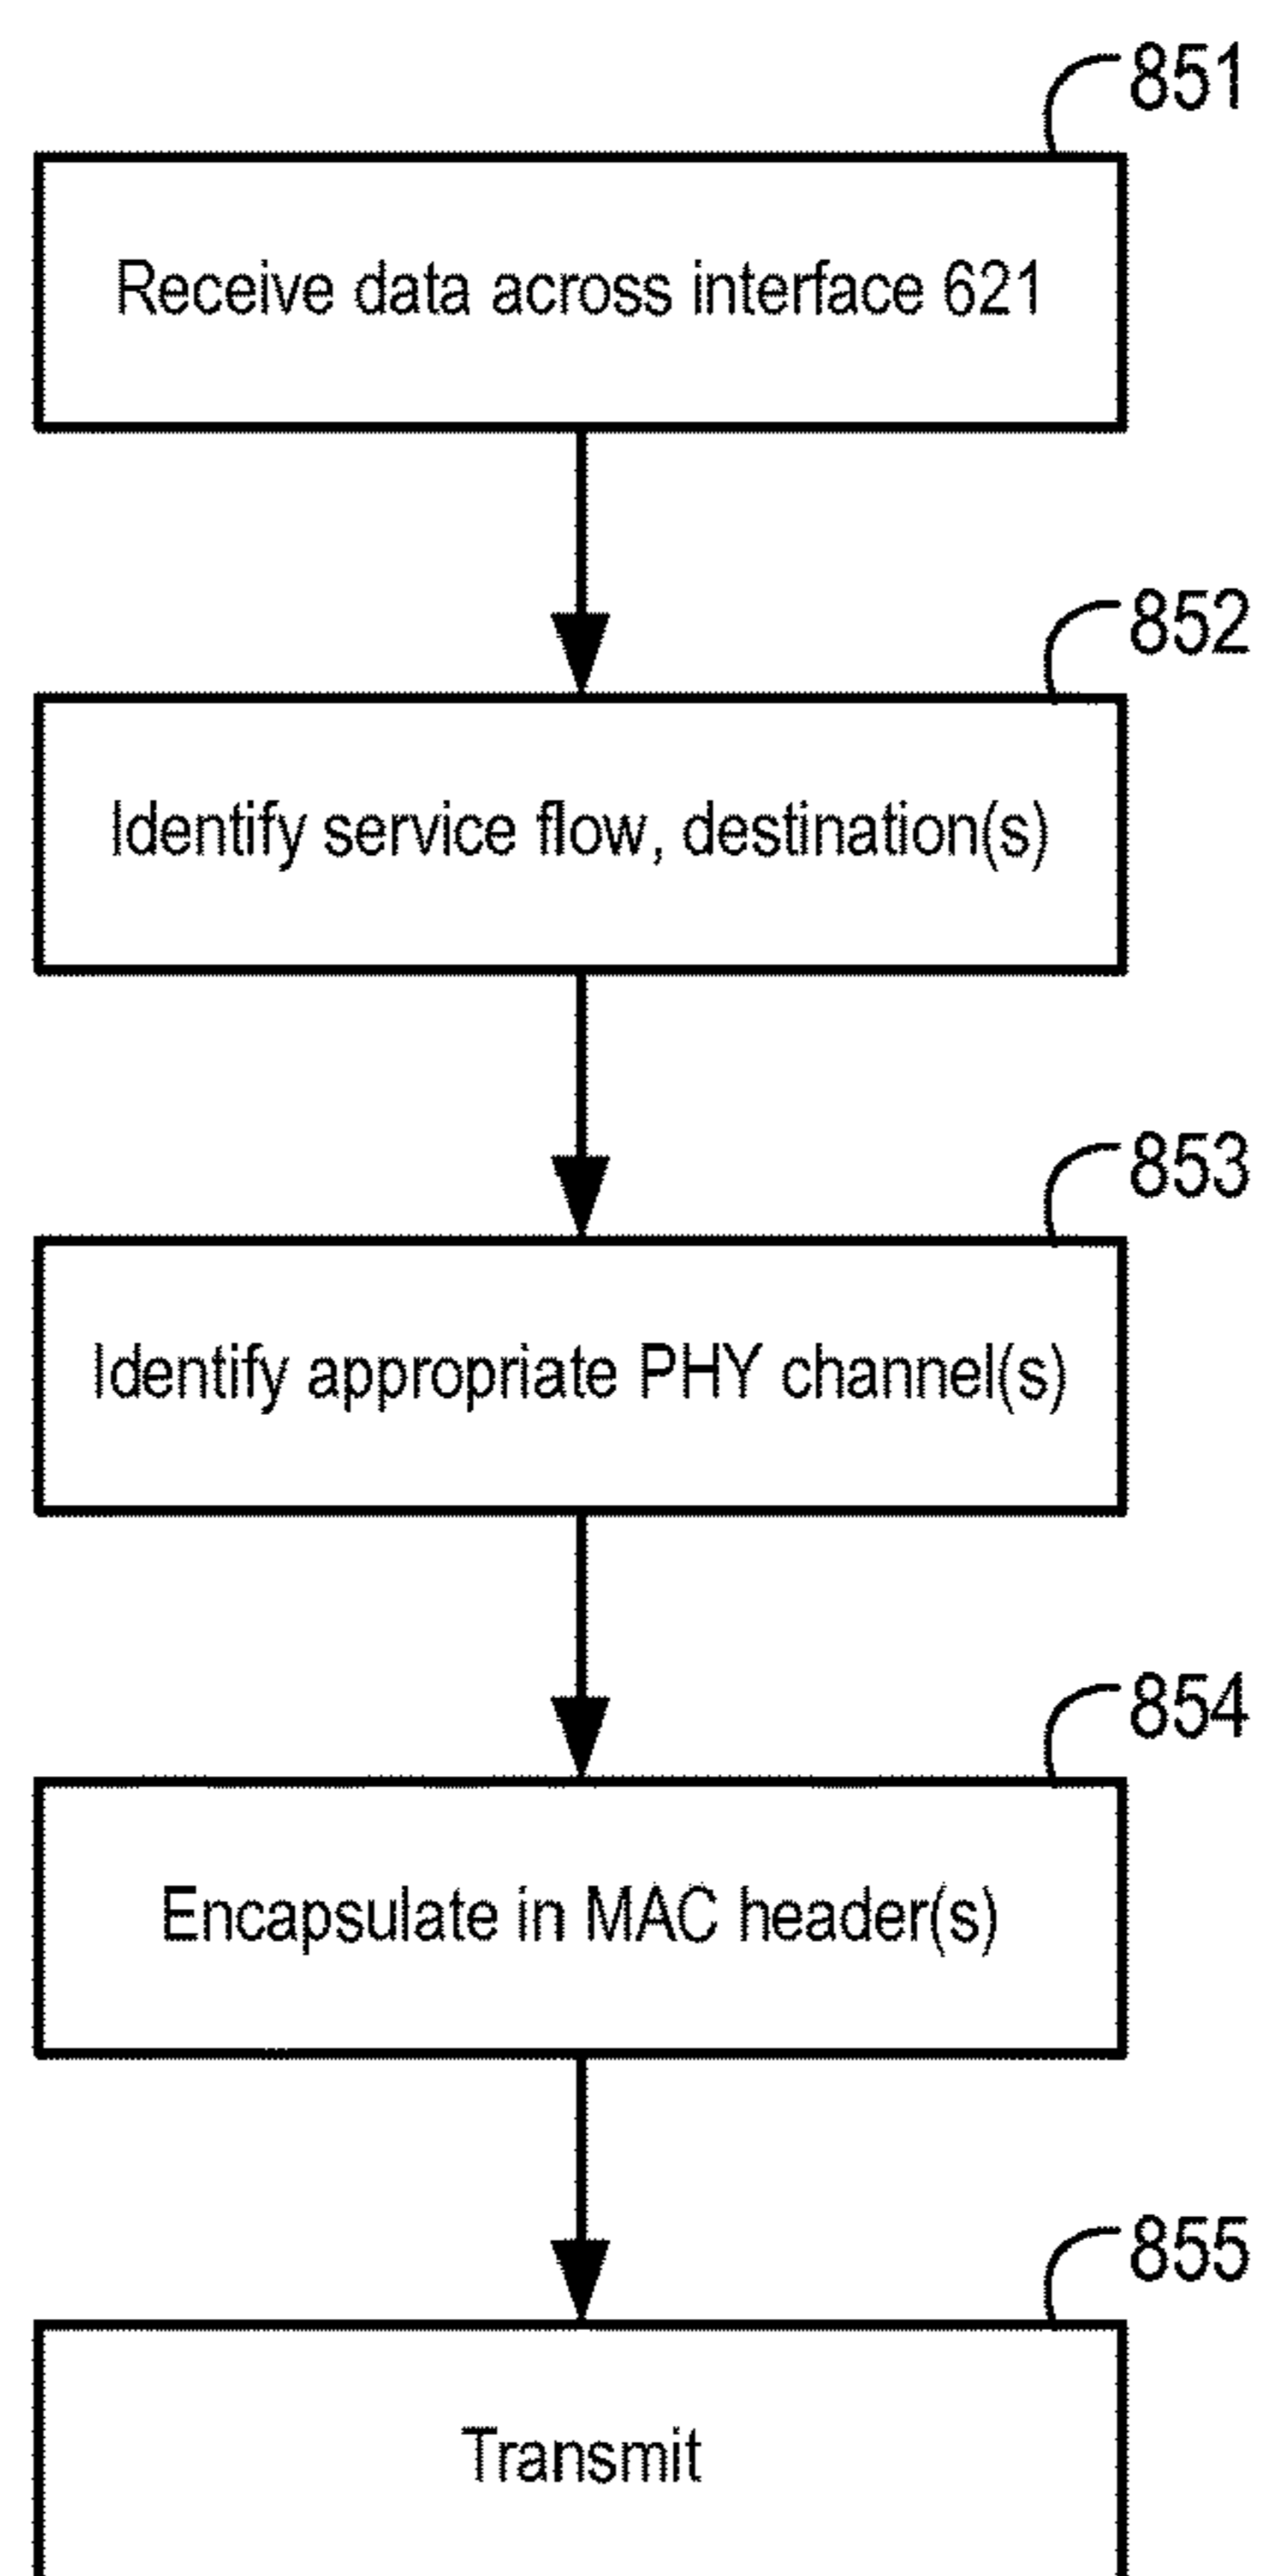 851
Receive data across interface 621
852
Identify service flow, destination(s)
853
Identify appropriate PHY channel(s)
854
Encapsulate in MAC header(s)
855
Transmit